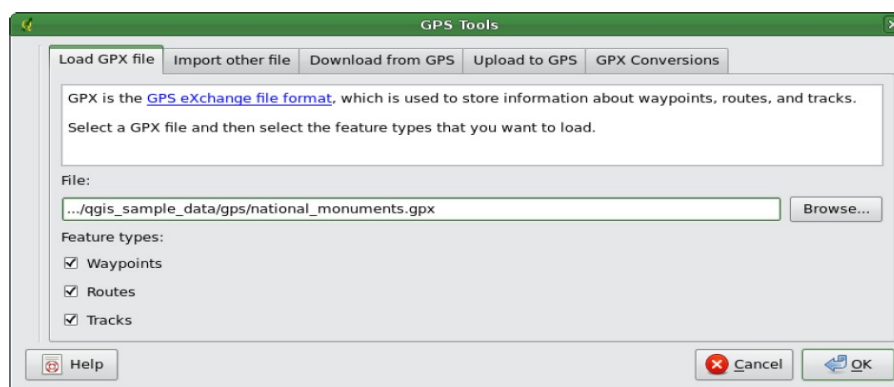 GPS Tools
Load GPX file
Import other file
Download from GPS
Upload to GPS
GPX Conversions
GPX is the GPS eXchange file format, which is used to store information about waypoints, routes, and tracks.
Select a GPX file and then select the feature types that you want to load.
File:
.../qgis_sample_data/gps/national_monuments.gpx
Browse...
Feature types:
Waypoints
Routes
Tracks
Help
Cancel
OK